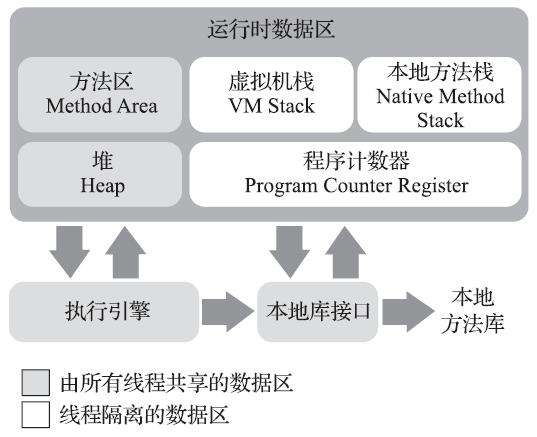 运行时数据区
方法区
Method Area
虚拟机栈
VM Stack
本地方法栈
Native Method
Stack
堆
Heap
程序计数器
Program Counter Register
执行引擎
本地库接口
本地
方法库
由所有线程共享的数据区
线程隔离的数据区